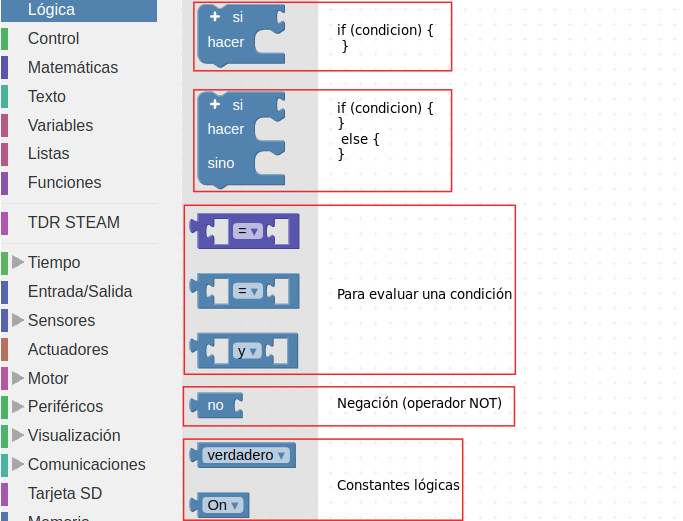 Lógica
Control
Matemáticas
Texto
Variables
Listas
Funciones
TDR STEAM
Tiempo
Entrada/Salida
Sensores
Actuadores
Motor
Periféricos
Visualización
Comunicaciones
Tarjeta SD
Memoria
+ si
hacer
if (condicion) {
}
+ si
hacer
sino
if (condicion) {
}
else {
}
= ▾
= ▾
y ▾
Para evaluar una condición
no
Negación (operador NOT)
verdadero ▾
On ▾
Constantes lógicas